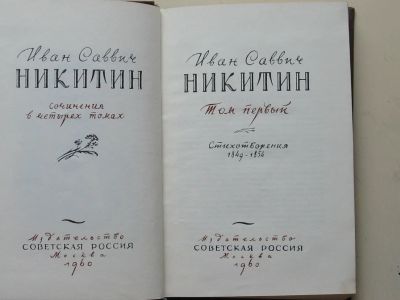 Иван Саввич
НИКИТИН
сочинения
в четырех томах
Издательство
СОВЕТСКАЯ РОССИЯ
Москва
1960
Иван Саввич
НИКИТИН
Том первый
Стихотворения
1849-1854
Издательство
СОВЕТСКАЯ РОССИЯ
Москва
1960